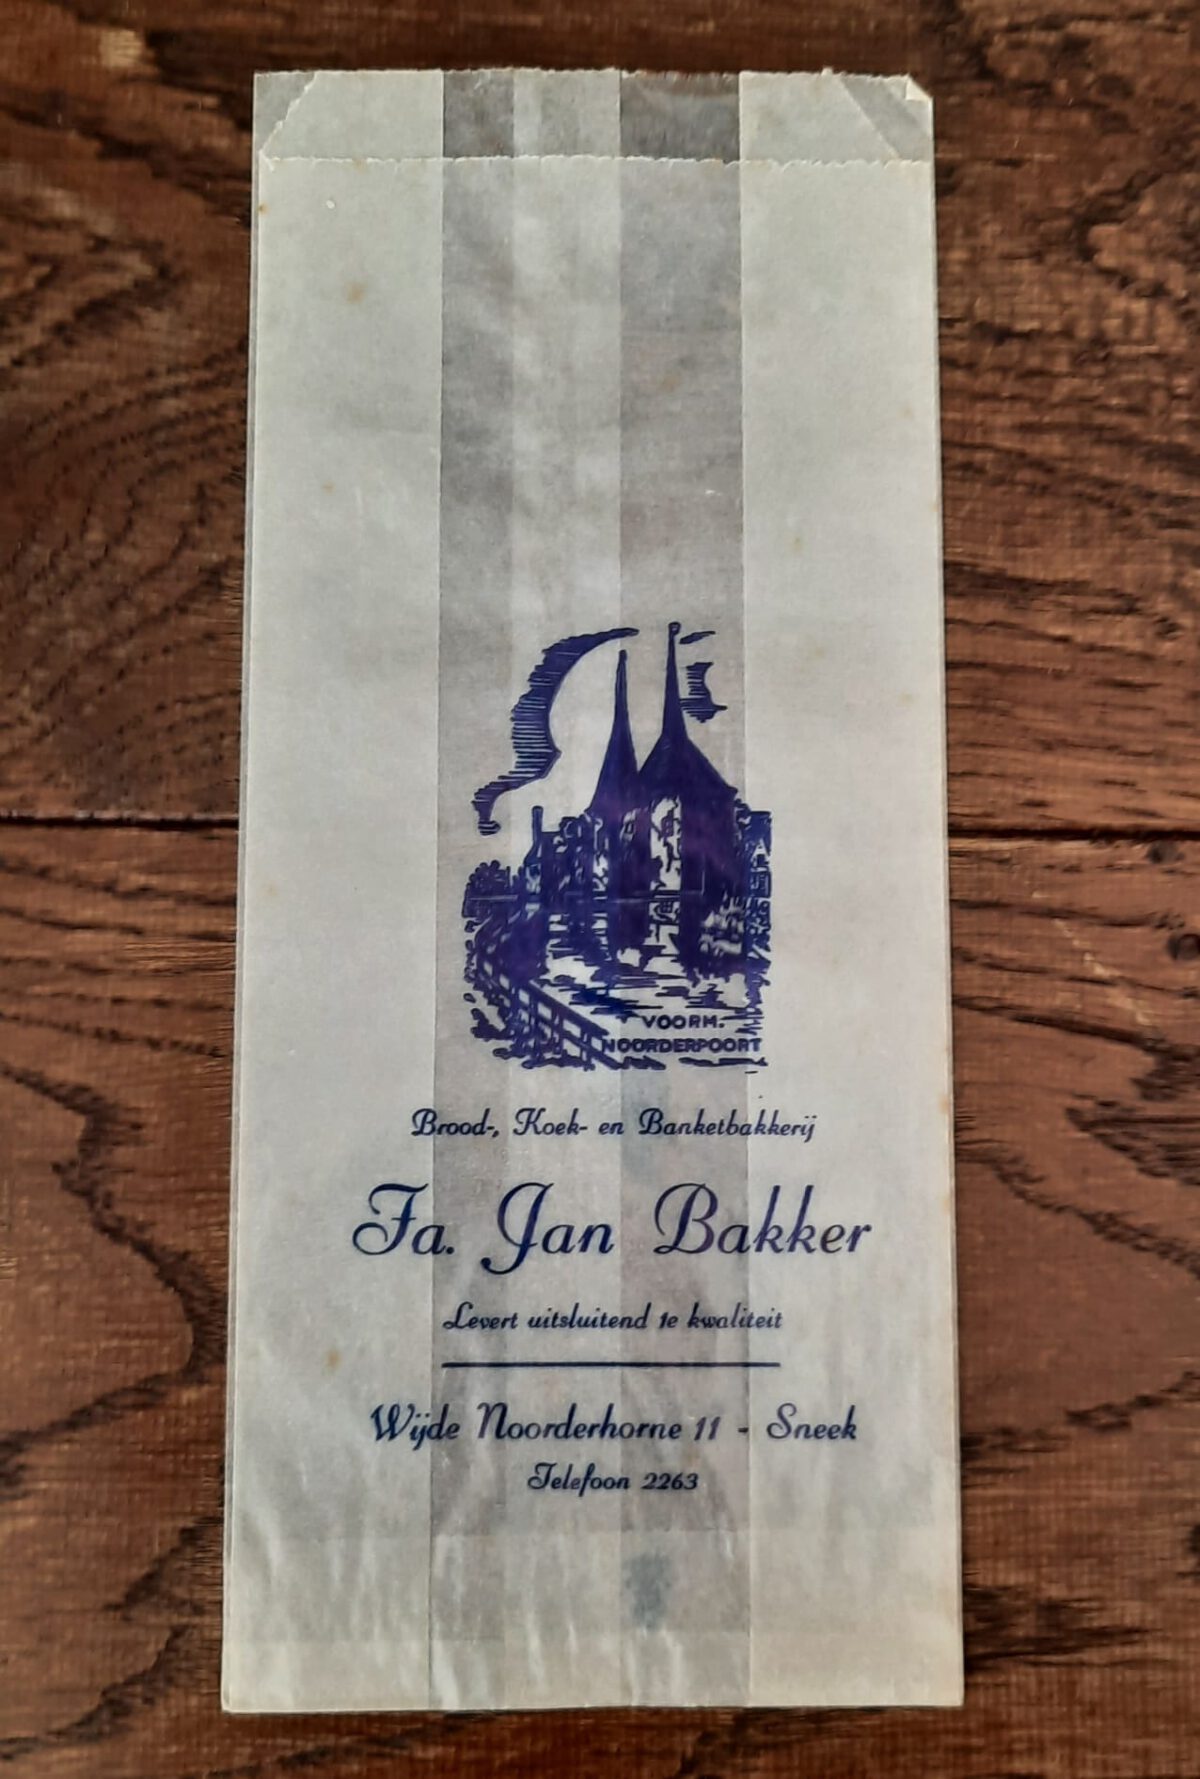 VOORM.
NOORDERPOORT
Brood-, Koek- en Banketbakkerij
Fa. Jan Bakker
Levert uitsluitend 1e kwaliteit
Wijde Noorderhorne 11 - Sneek
Telefoon 2263